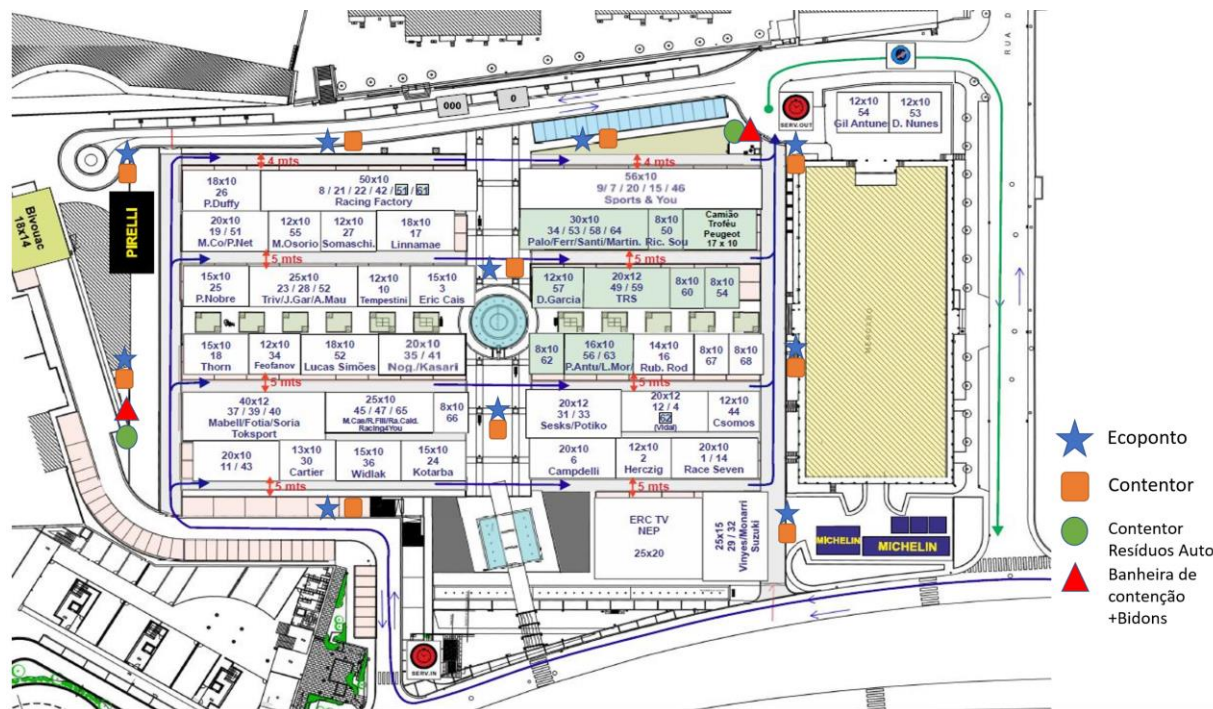 RUA D
000
0
SERV.OUT
12x10
54
Gil Antune
12x10
53
D. Nunes
4 mts
4 mts
Bivouac
18x14
PIRELLI
18x10
26
P.Duffy
50x10
8 / 21 / 22 / 42 / 51 / 61
Racing Factory
56x10
9/ 7 / 20 / 15 / 46
Sports & You
20x10
19 / 51
M.Co/P.Net
12x10
55
M.Osorio
12x10
27
Somaschi.
18x10
17
Linnamae
30x10
34 / 53 / 58 / 64
Palo/Ferr/Santi/Martin.
8x10
50
Ric. Sou
Camião
Troféu
Peugeot
17 x 10
5 mts
5 mts
15x10
25
P.Nobre
25x10
23 / 28 / 52
Triv/J.Gar/A.Mau
12x10
10
Tempestini
15x10
3
Eric Cais
12x10
57
D.Garcia
20x12
49 / 59
TRS
8x10
60
8x10
54
MERCADO
15x10
18
Thorn
12x10
34
Feofanov
18x10
52
Lucas Simões
20x10
35 / 41
Nog./Kasari
8x10
62
16x10
56 / 63
P.Antu/L.Mor/
14x10
16
Rub. Rod
8x10
67
8x10
68
5 mts
5 mts
40x12
37 / 39 / 40
Mabell/Fotia/Soria
Toksport
25x10
45 / 47 / 65
Racing4You
8x10
66
20x12
31 / 33
Sesks/Potiko
20x12
12 / 4
62
(Vidal)
12x10
44
Csomos
20x10
11 / 43
13x10
30
Cartier
15x10
36
Widlak
15x10
24
Kotarba
20x10
6
Campdelli
12x10
2
Herczig
20x10
1 / 14
Race Seven
5 mts
5 mts
ERC TV
NEP
25x20
25x15
29 / 32
Vinyes/Monarri
Suzuki
MICHELIN
MICHELIN
SERV.IN
Ecoponto
Contentor
Contentor
Resíduos Auto
Banheira de
contenção
+Bidons